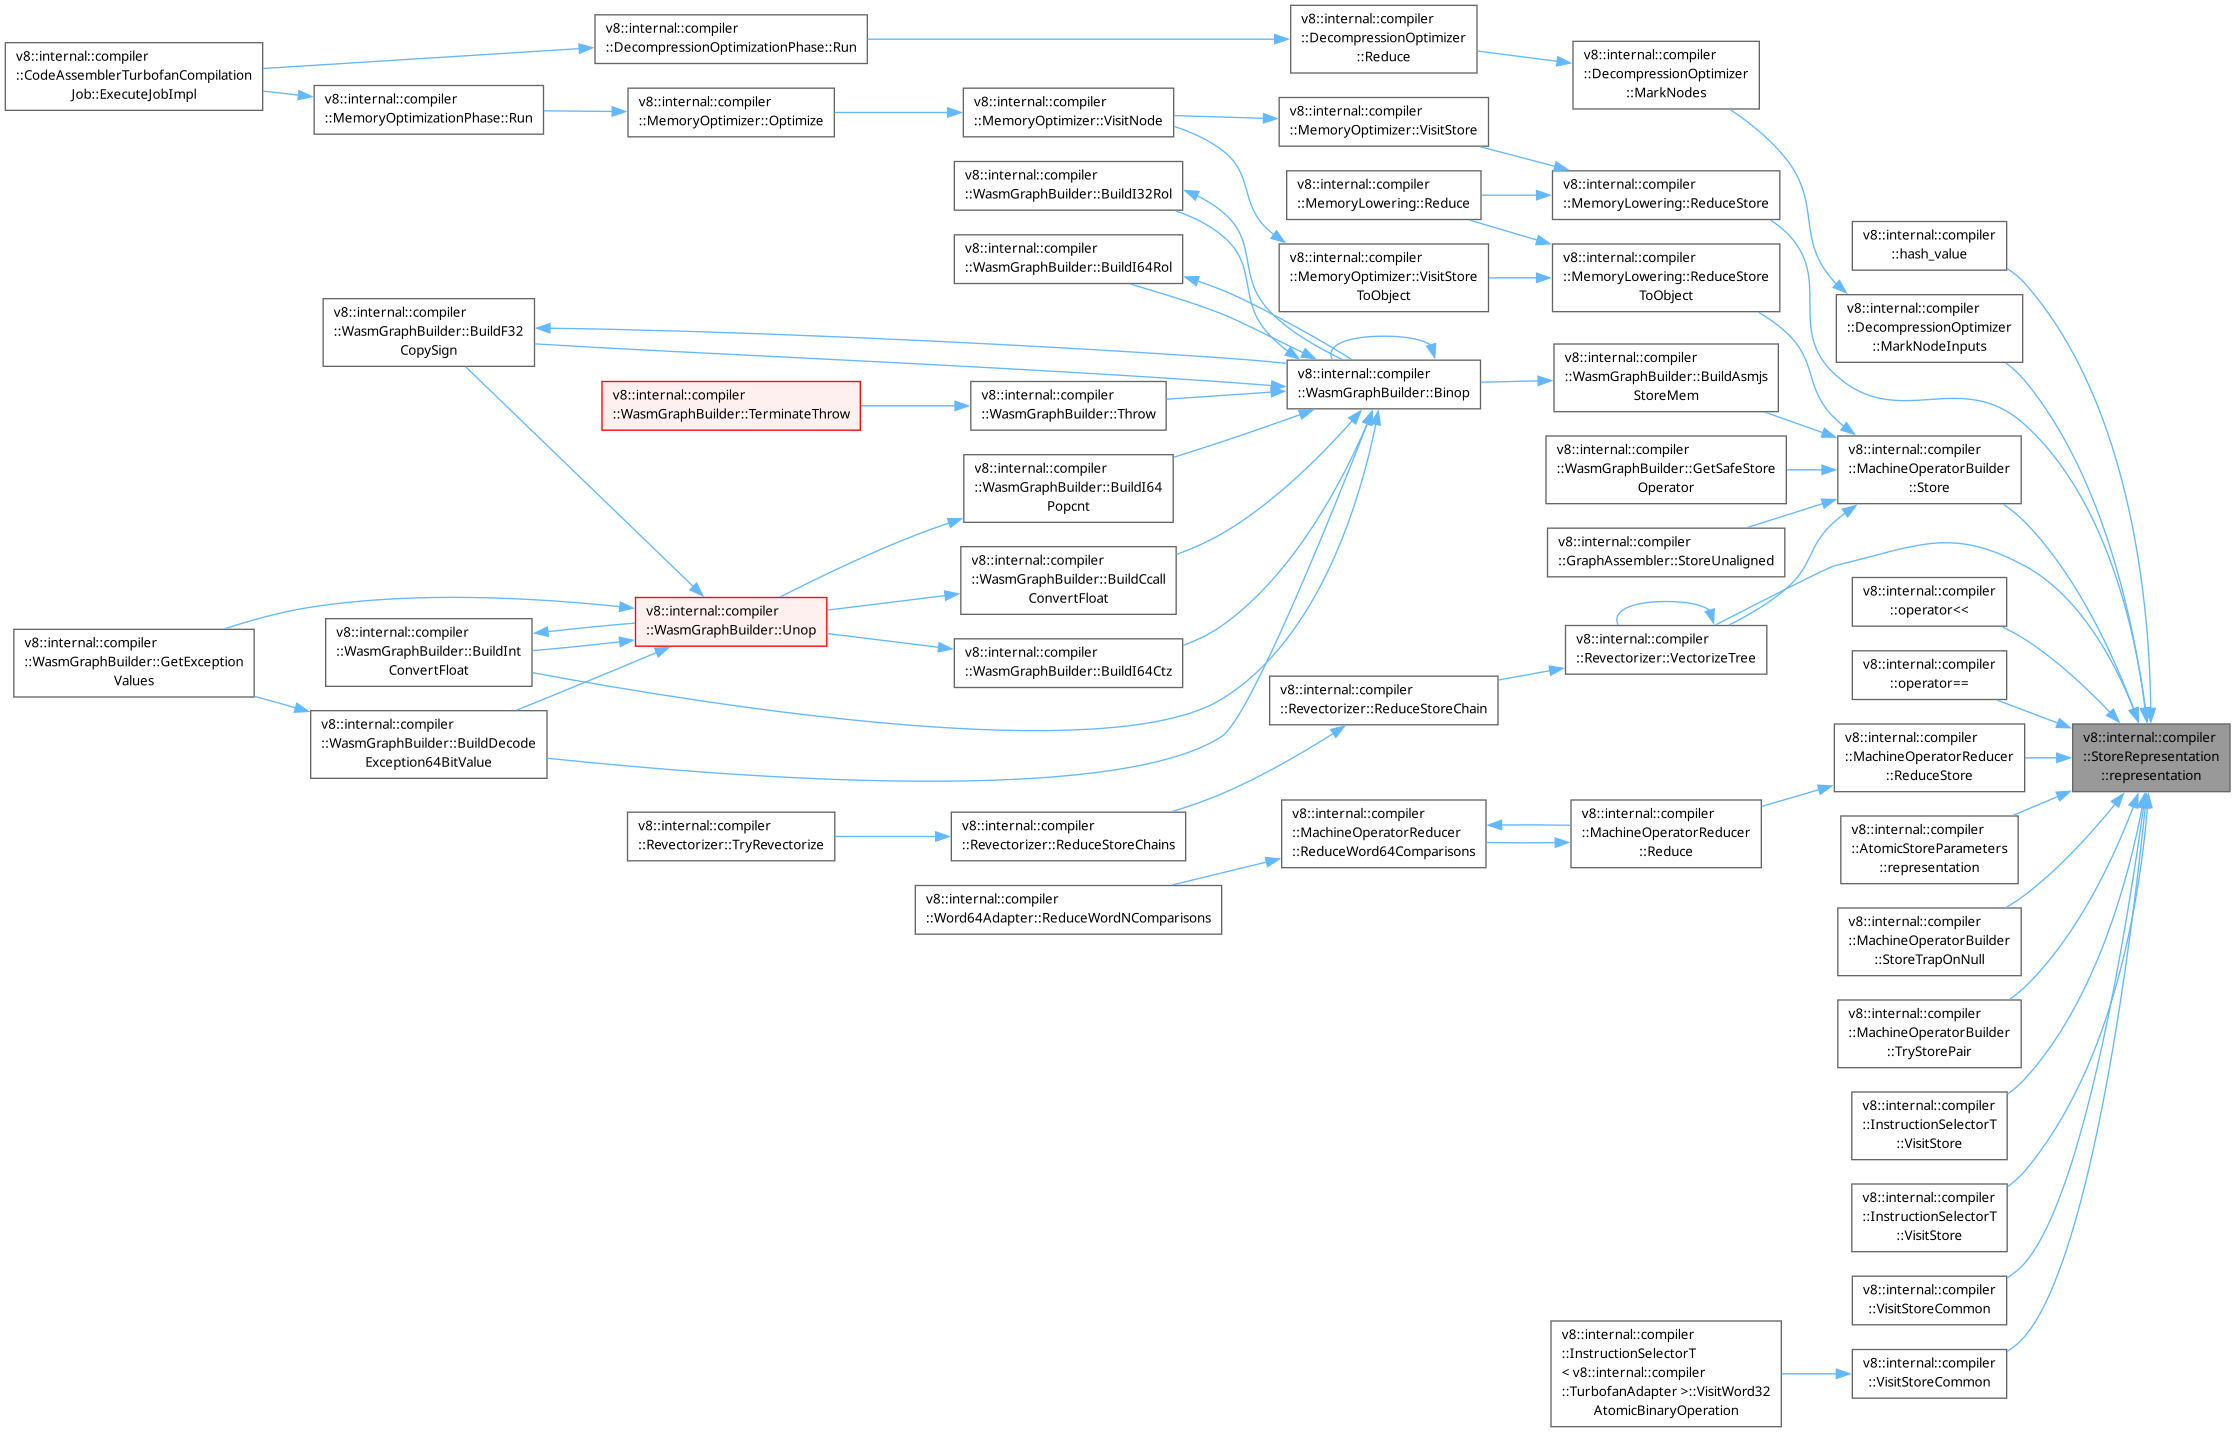 v8::internal::compiler
::CodeAssemblerTurbofanCompilation
Job::ExecuteJobImpl
v8::internal::compiler
::DecompressionOptimizationPhase::Run
v8::internal::compiler
::DecompressionOptimizer
::Reduce
v8::internal::compiler
::DecompressionOptimizer
::MarkNodes
v8::internal::compiler
::MemoryOptimizationPhase::Run
v8::internal::compiler
::MemoryOptimizer::Optimize
v8::internal::compiler
::MemoryOptimizer::VisitNode
v8::internal::compiler
::MemoryOptimizer::VisitStore
v8::internal::compiler
::WasmGraphBuilder::BuildI32Rol
v8::internal::compiler
::MemoryLowering::Reduce
v8::internal::compiler
::MemoryLowering::ReduceStore
v8::internal::compiler
::hash_value
v8::internal::compiler
::WasmGraphBuilder::BuildI64Rol
v8::internal::compiler
::MemoryOptimizer::VisitStore
ToObject
v8::internal::compiler
::MemoryLowering::ReduceStore
ToObject
v8::internal::compiler
::DecompressionOptimizer
::MarkNodeInputs
v8::internal::compiler
::WasmGraphBuilder::BuildF32
CopySign
v8::internal::compiler
::WasmGraphBuilder::TerminateThrow
v8::internal::compiler
::WasmGraphBuilder::Throw
v8::internal::compiler
::WasmGraphBuilder::Binop
v8::internal::compiler
::WasmGraphBuilder::BuildAsmjs
StoreMem
v8::internal::compiler
::WasmGraphBuilder::BuildI64
Popcnt
v8::internal::compiler
::WasmGraphBuilder::GetSafeStore
Operator
v8::internal::compiler
::MachineOperatorBuilder
::Store
v8::internal::compiler
::WasmGraphBuilder::BuildCcall
ConvertFloat
v8::internal::compiler
::GraphAssembler::StoreUnaligned
v8::internal::compiler
::operator<<
v8::internal::compiler
::WasmGraphBuilder::GetException
Values
v8::internal::compiler
::WasmGraphBuilder::BuildInt
ConvertFloat
v8::internal::compiler
::WasmGraphBuilder::Unop
v8::internal::compiler
::WasmGraphBuilder::BuildI64Ctz
v8::internal::compiler
::Revectorizer::VectorizeTree
v8::internal::compiler
::operator==
v8::internal::compiler
::WasmGraphBuilder::BuildDecode
Exception64BitValue
v8::internal::compiler
::Revectorizer::ReduceStoreChain
v8::internal::compiler
::MachineOperatorReducer
::ReduceStore
v8::internal::compiler
::StoreRepresentation
::representation
v8::internal::compiler
::Revectorizer::TryRevectorize
v8::internal::compiler
::Revectorizer::ReduceStoreChains
v8::internal::compiler
::MachineOperatorReducer
::ReduceWord64Comparisons
v8::internal::compiler
::MachineOperatorReducer
::Reduce
v8::internal::compiler
::AtomicStoreParameters
::representation
v8::internal::compiler
::Word64Adapter::ReduceWordNComparisons
v8::internal::compiler
::MachineOperatorBuilder
::StoreTrapOnNull
v8::internal::compiler
::MachineOperatorBuilder
::TryStorePair
v8::internal::compiler
::InstructionSelectorT
::VisitStore
v8::internal::compiler
::InstructionSelectorT
::VisitStore
v8::internal::compiler
::VisitStoreCommon
v8::internal::compiler
::InstructionSelectorT
< v8::internal::compiler
::TurbofanAdapter >::VisitWord32
AtomicBinaryOperation
v8::internal::compiler
::VisitStoreCommon